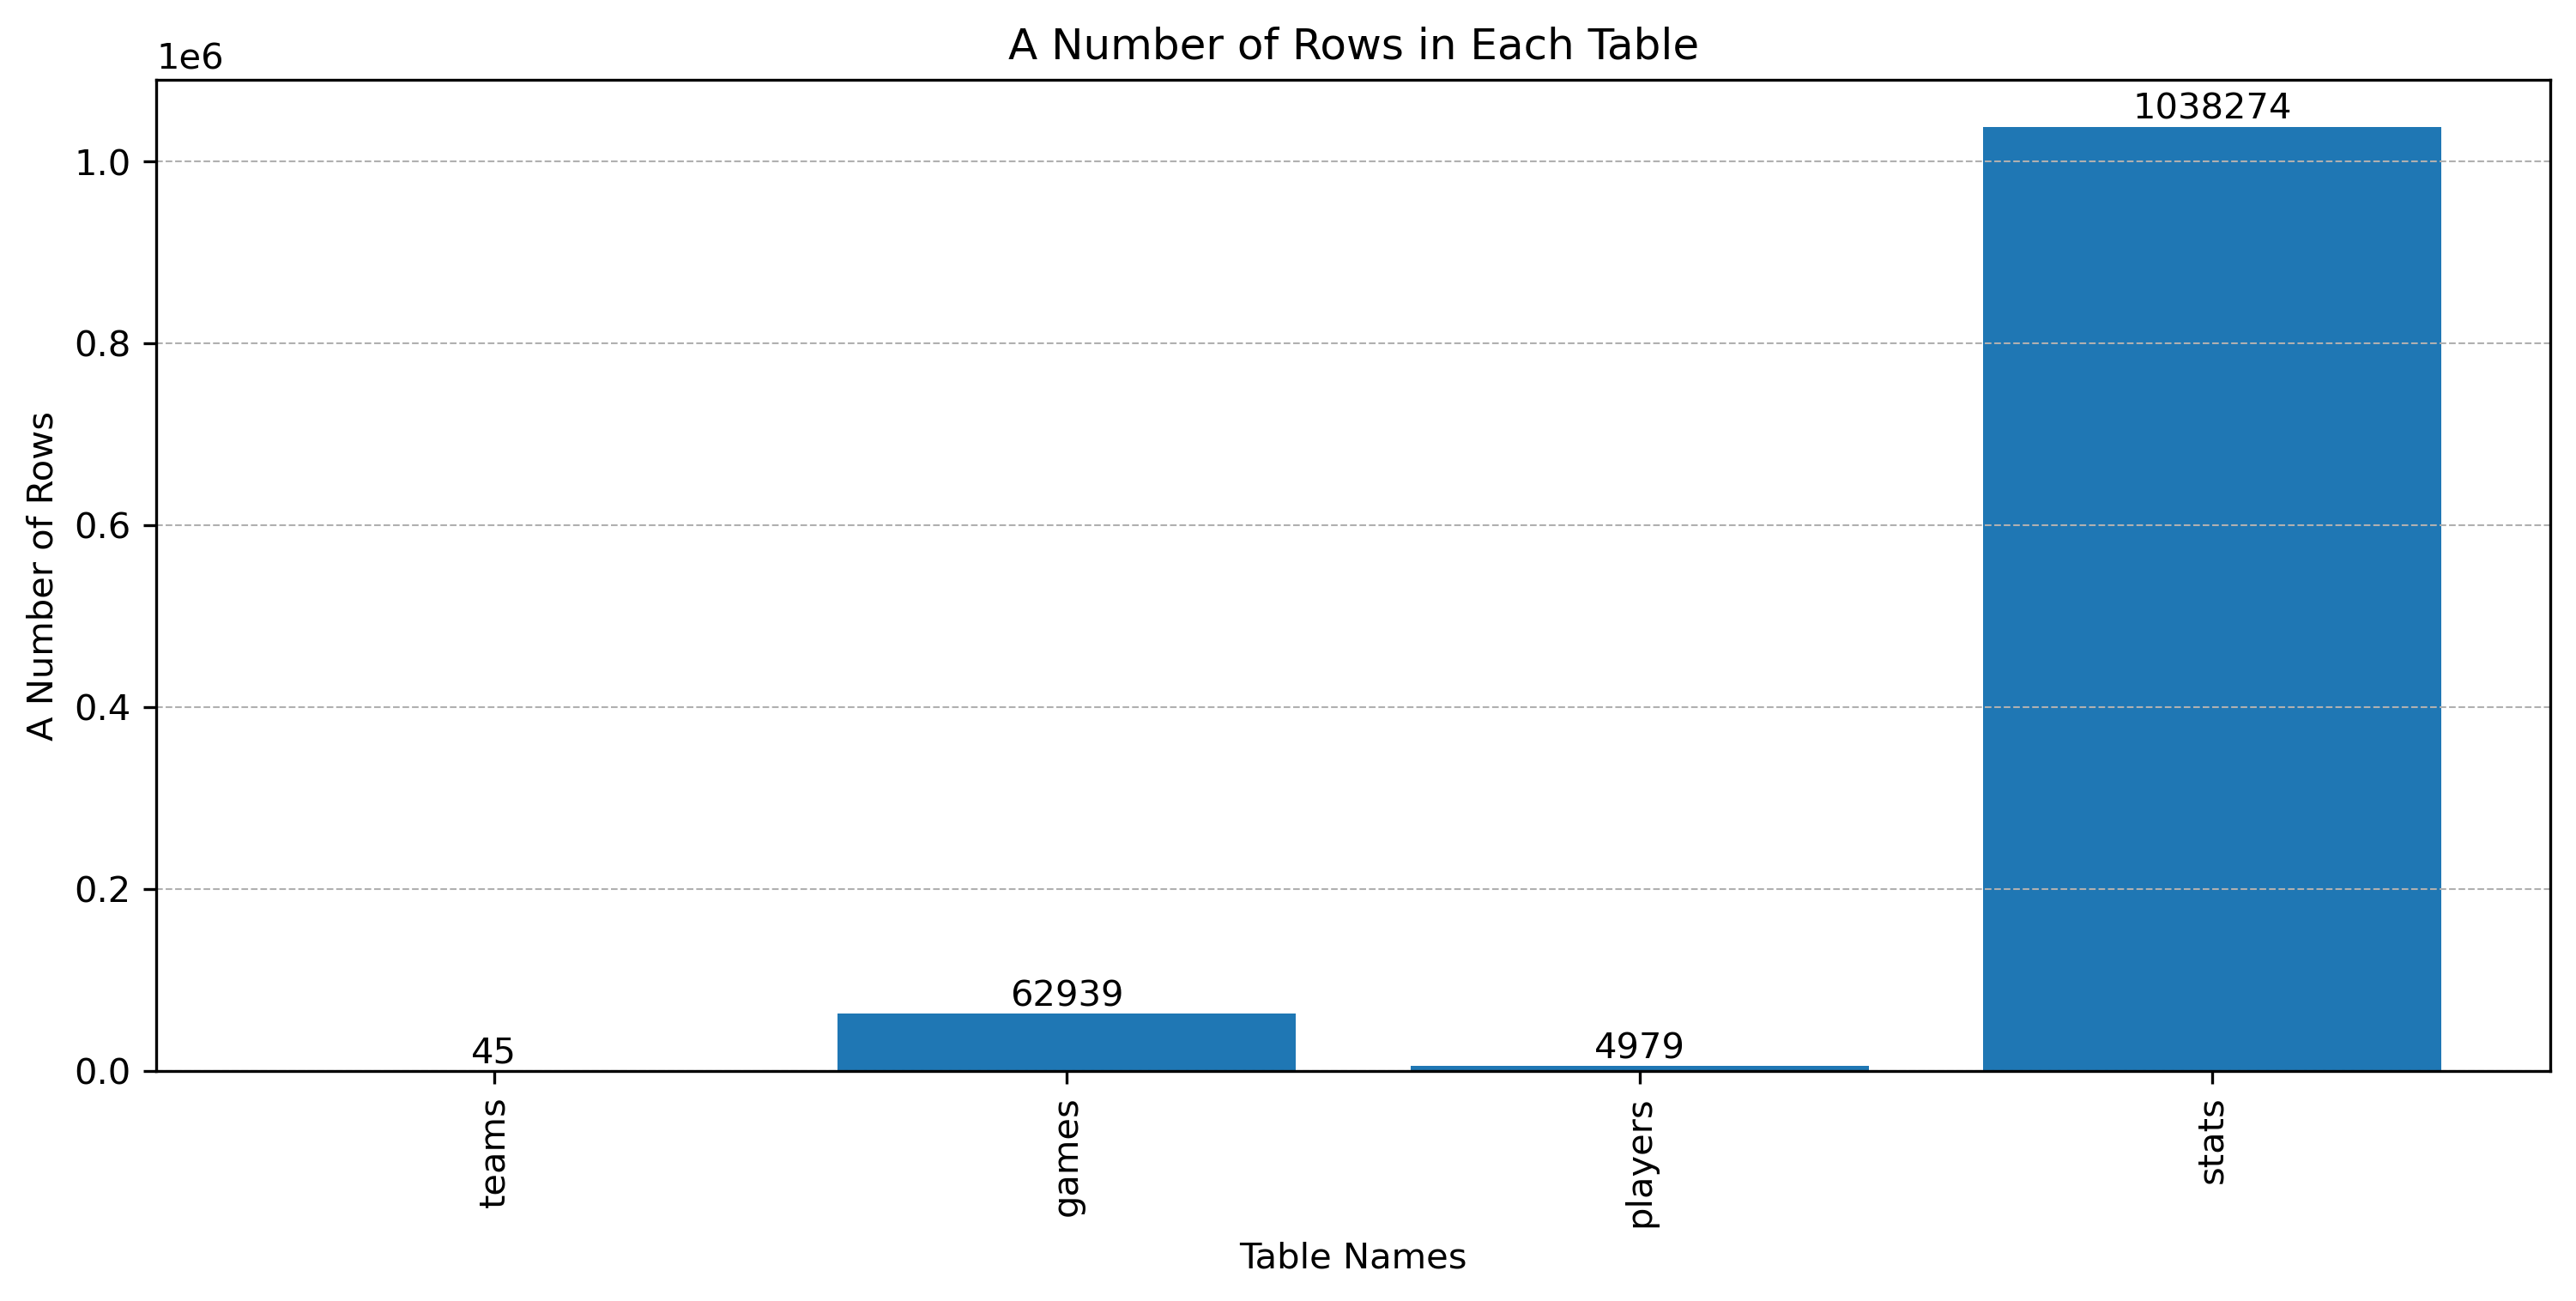 A Number of Rows in Each Table
1e6
1038274
1.0
0.8
0.6
0.4
0.2
0.0
A Number of Rows
45
62939
4979
teams
games
players
stats
Table Names